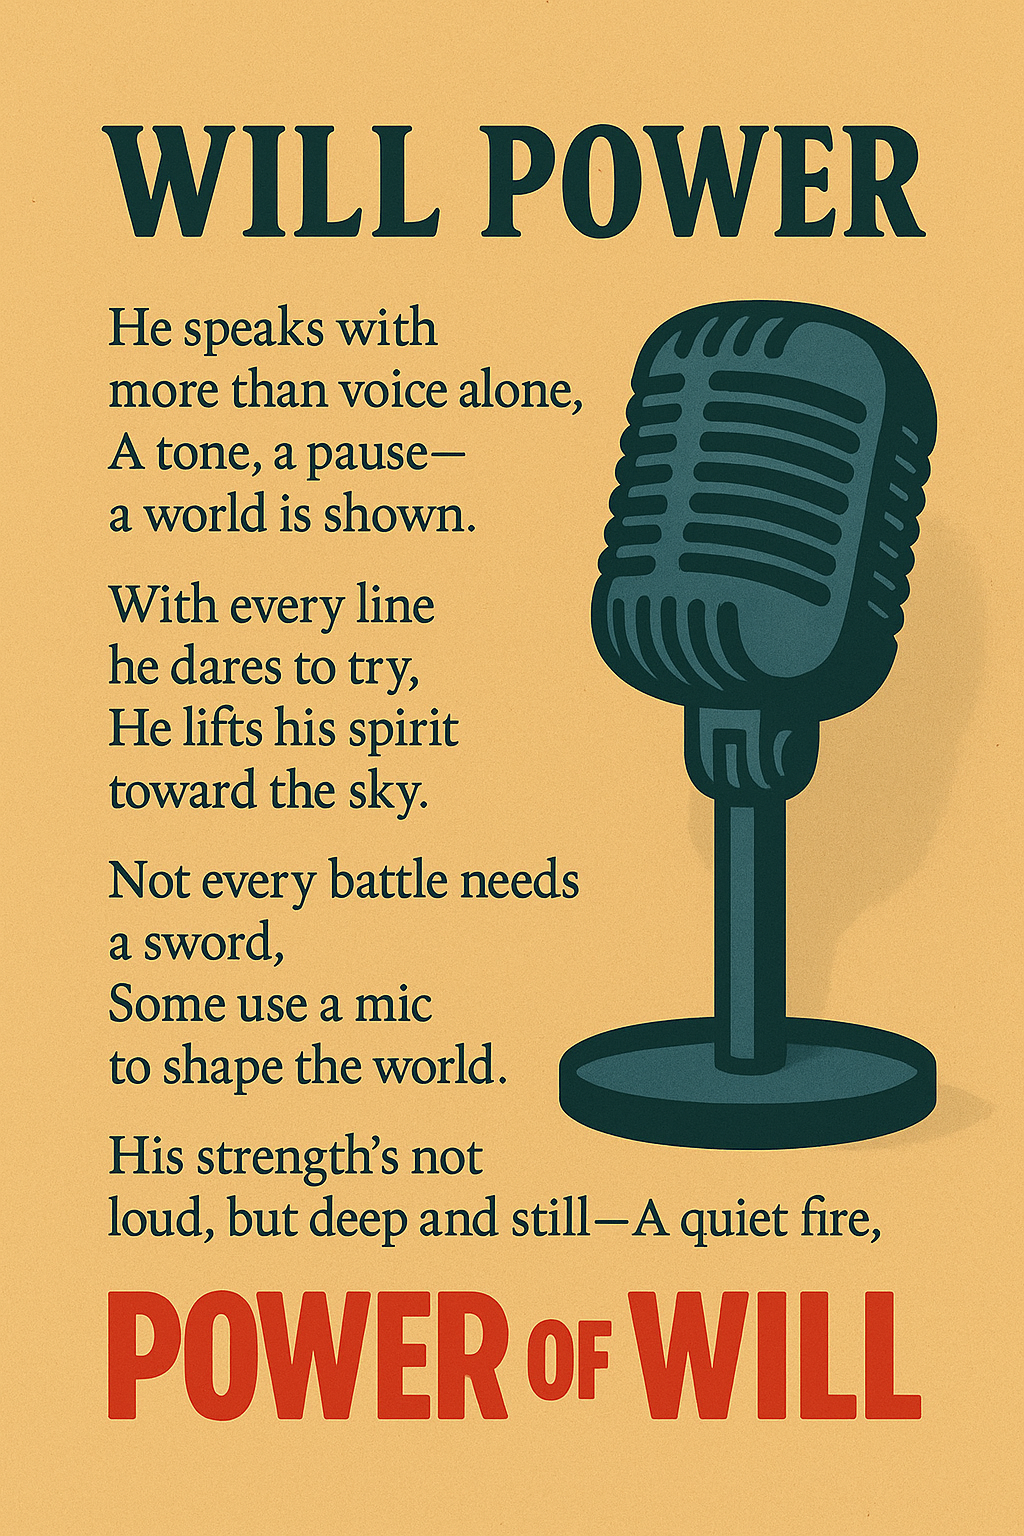 WILL POWER
He speaks with
more than voice alone,
A tone, a pause—
a world is shown.
With every line
he dares to try,
He lifts his spirit
toward the sky.
Not every battle needs
a sword,
Some use a mic
to shape the world.
His strength’s not
loud, but deep and still—A quiet fire,
POWER OF WILL